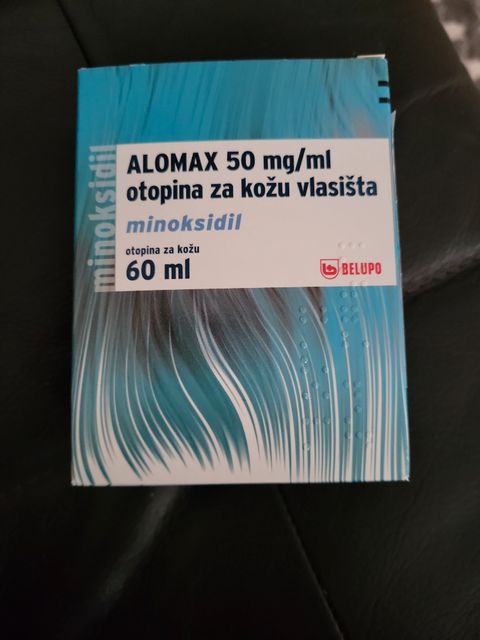 minoksidil
ALOMAX 50 mg/ml
otopina za kožu vlasišta
minoksidil
otopina za kožu
60 ml
BELUPO